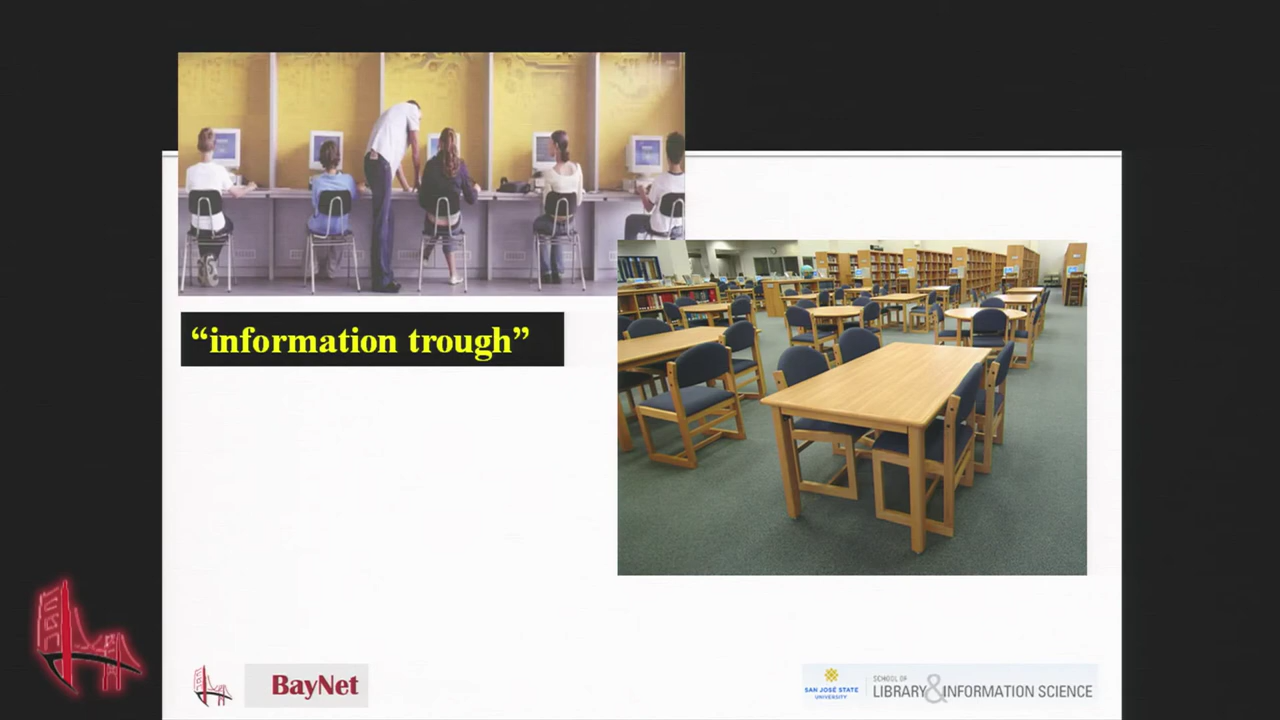 “information trough”
BayNet
SAN JOSÉ STATE
UNIVERSITY
SCHOOL OF
LIBRARY & INFORMATION SCIENCE